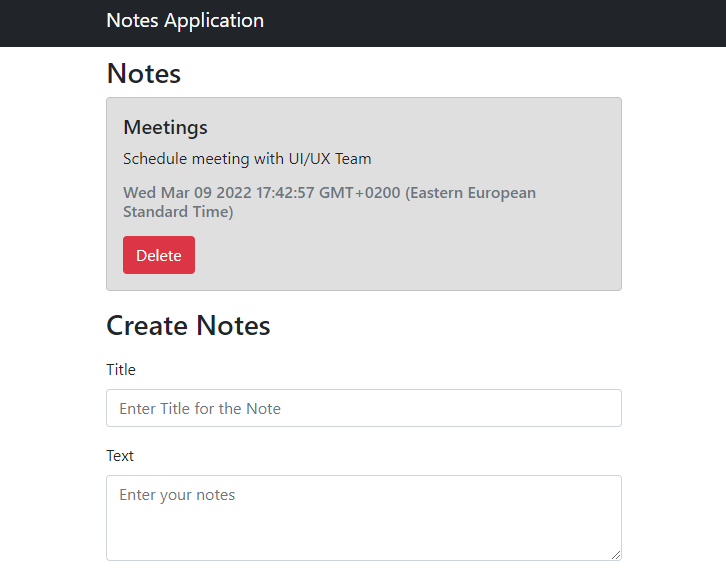 Notes Application
Notes
Meetings
Schedule meeting with UI/UX Team
Wed Mar 09 2022 17:42:57 GMT+0200 (Eastern European
Standard Time)
Delete
Create Notes
Title
Enter Title for the Note
Text
Enter your notes